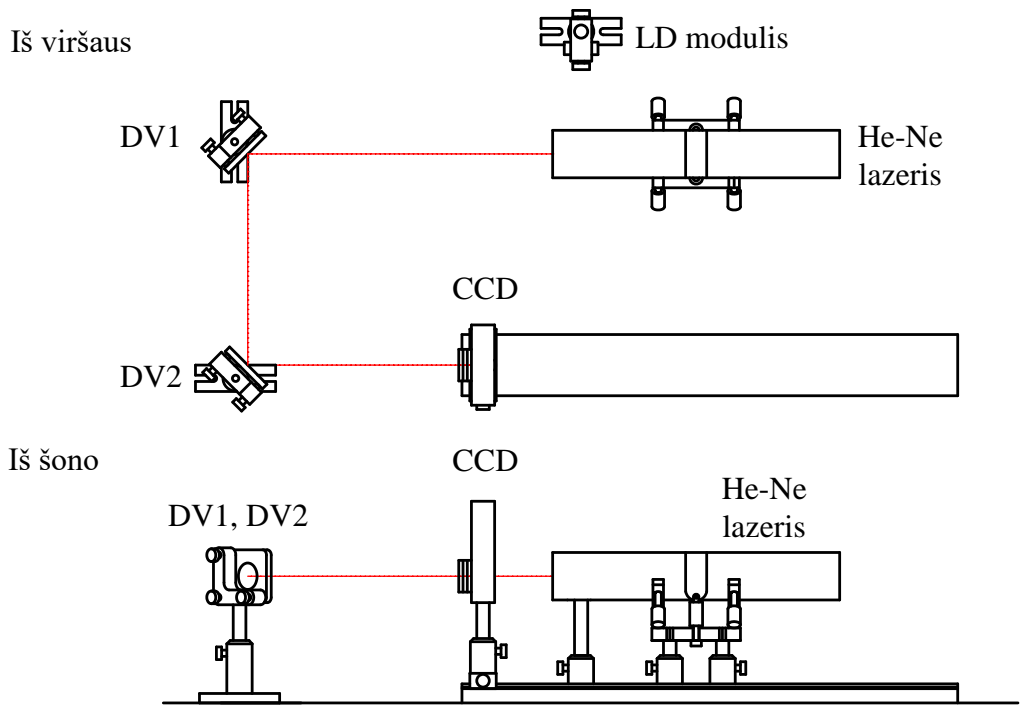 Iš viršaus
LD modulis
DV1
He-Ne
lazeris
CCD
DV2
Iš šono
CCD
He-Ne
lazeris
DV1, DV2